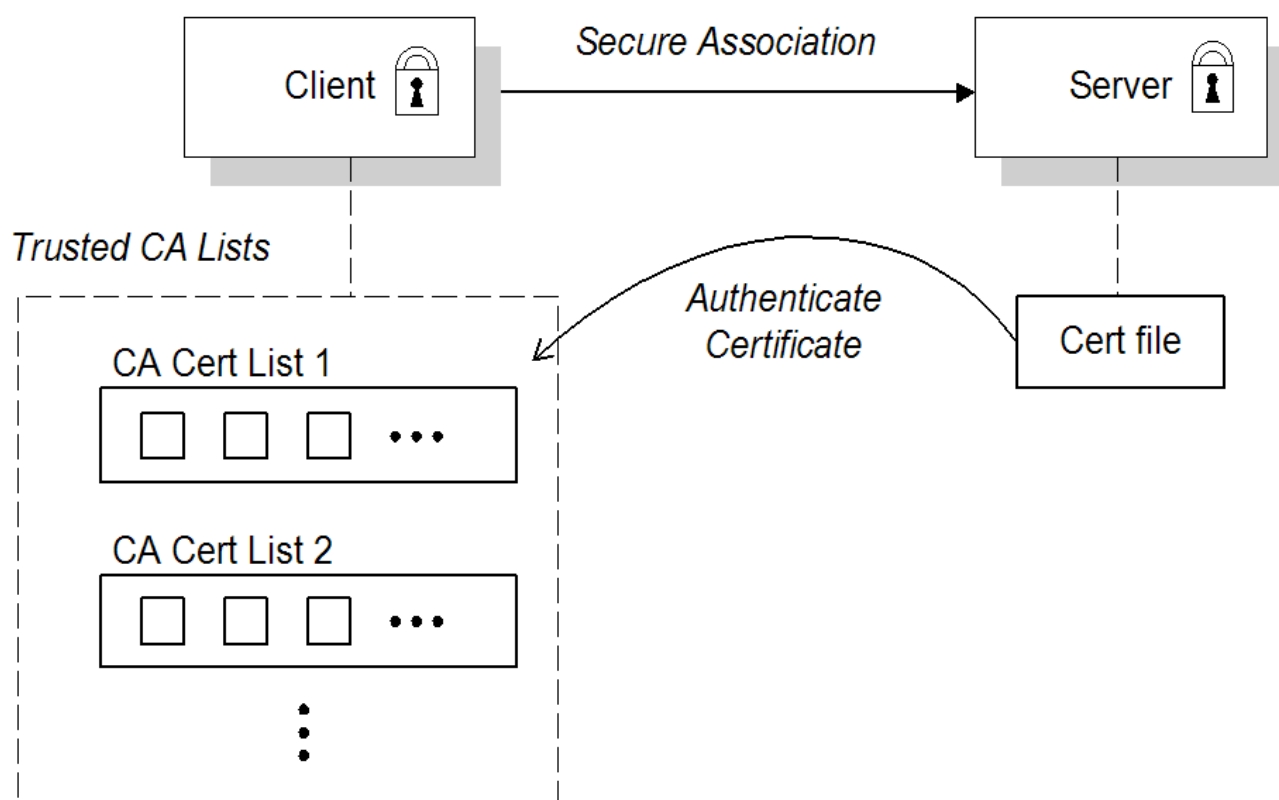 Secure Association
Client
Server
Trusted CA Lists
Authenticate
Certificate
Cert file
CA Cert List 1
CA Cert List 2